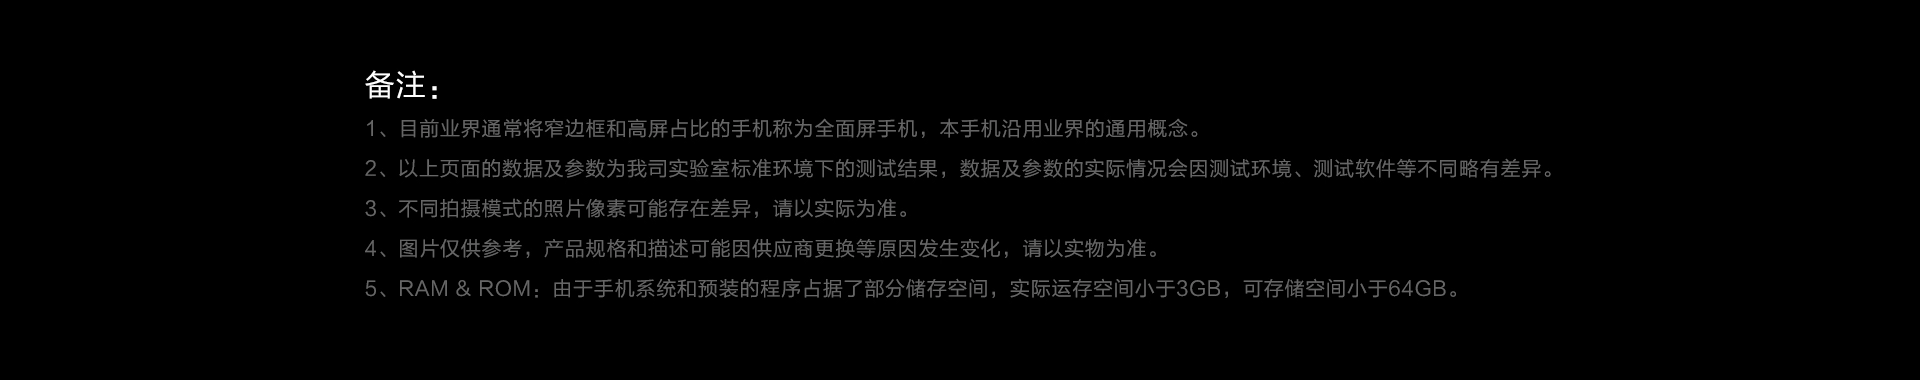 备注：
1、目前业界通常将窄边框和高屏占比的手机称为全面屏手机，本手机沿用业界的通用概念。
2、以上页面的数据及参数为我司实验室标准环境下的测试结果，数据及参数的实际情况会因测试环境、测试软件等不同略有差异。
3、不同拍摄模式的照片像素可能存在差异，请以实际为准。
4、图片仅供参考，产品规格和描述可能因供应商更换等原因发生变化，请以实物为准。
5、RAM & ROM：由于手机系统和预装的程序占据了部分储存空间，实际运存空间小于3GB，可存储空间小于64GB。